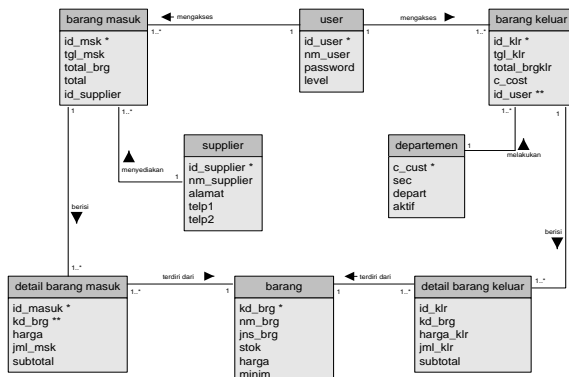 barang masuk
id_msk *
tgl_msk
total_brg
total
id_supplier
mengakses
1..*
1
user
id_user *
nm_user
password
level
mengakses
1
1..*
barang keluar
id_klr *
tgl_klr
total_brgklr
c_cost
id_user **
1
1..*
menyediakan
1
supplier
id_supplier *
nm_supplier
alamat
telp1
telp2
departemen
c_cust *
sec
depart
aktif
1
1..*
melakukan
1
berisi
1..*
berisi
1..*
detail barang masuk
id_masuk *
kd_brg **
harga
jml_msk
subtotal
terdiri dari
1..*
1
barang
kd_brg *
nm_brg
jns_brg
stok
harga
minim
terdiri dari
1
1..*
detail barang keluar
id_klr
kd_brg
harga_klr
jml_klr
subtotal